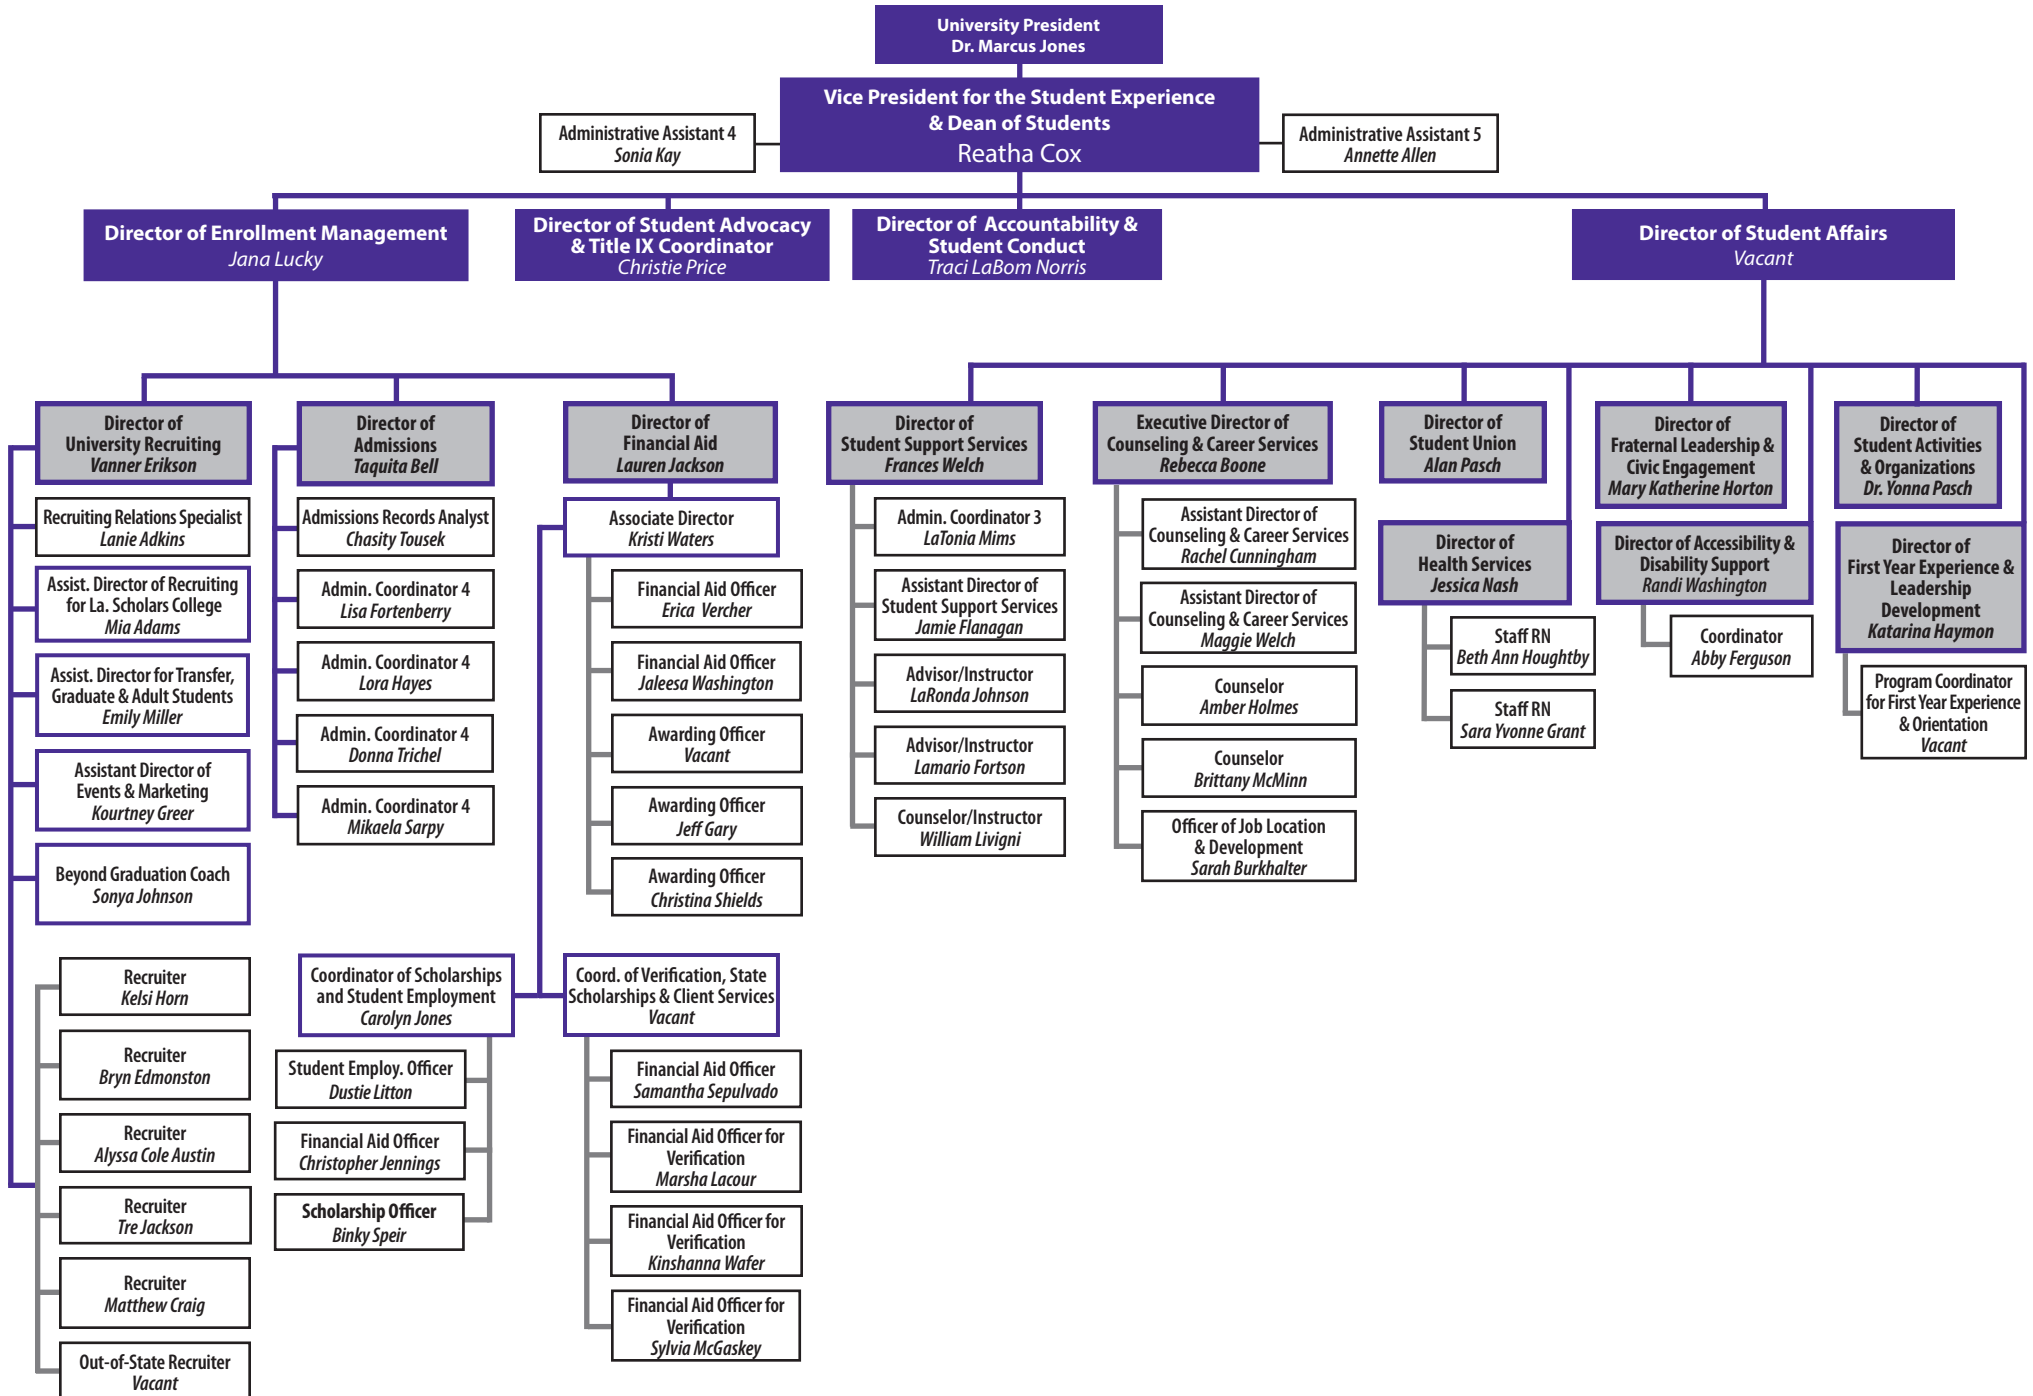 University President
Dr. Marcus Jones
Vice President for the Student Experience
& Dean of Students
Reatha Cox
Administrative Assistant 4
Sonia Kay
Administrative Assistant 5
Annette Allen
Director of Enrollment Management
Jana Lucky
Director of Student Advocacy
& Title IX Coordinator
Christie Price
Director of Accountability &
Student Conduct
Traci LaBom Norris
Director of Student Affairs
Vacant
Director of
University Recruiting
Vanner Erikson
Recruiting Relations Specialist
Lanie Adkins
Assist. Director of Recruiting
for La. Scholars College
Mia Adams
Assist. Director for Transfer,
Graduate & Adult Students
Emily Miller
Assistant Director of
Events & Marketing
Kourtney Greer
Beyond Graduation Coach
Sonya Johnson
Recruiter
Kelsi Horn
Recruiter
Bryn Edmonston
Recruiter
Alyssa Cole Austin
Recruiter
Tre Jackson
Recruiter
Matthew Craig
Out-of-State Recruiter
Vacant
Director of
Admissions
Taquita Bell
Admissions Records Analyst
Chasity Tousek
Admin. Coordinator 4
Lisa Fortenberry
Admin. Coordinator 4
Lora Hayes
Admin. Coordinator 4
Donna Trichel
Admin. Coordinator 4
Mikaela Sarpy
Director of
Financial Aid
Lauren Jackson
Associate Director
Kristi Waters
Financial Aid Officer
Erica Vercher
Financial Aid Officer
Jaleesa Washington
Awarding Officer
Vacant
Awarding Officer
Jeff Gary
Awarding Officer
Christina Shields
Coordinator of Scholarships
and Student Employment
Carolyn Jones
Student Employ. Officer
Dustie Litton
Financial Aid Officer
Christopher Jennings
Scholarship Officer
Binky Speir
Coord. of Verification, State
Scholarships & Client Services
Vacant
Financial Aid Officer
Samantha Sepulvado
Financial Aid Officer for
Verification
Marsha Lacour
Financial Aid Officer for
Verification
Kinshanna Wafer
Financial Aid Officer for
Verification
Sylvia McGaskey
Director of
Student Support Services
Frances Welch
Admin. Coordinator 3
LaTonia Mims
Assistant Director of
Student Support Services
Jamie Flanagan
Advisor/Instructor
LaRonda Johnson
Advisor/Instructor
Lamario Fortson
Counselor/Instructor
William Livigni
Executive Director of
Counseling & Career Services
Rebecca Boone
Assistant Director of
Counseling & Career Services
Rachel Cunningham
Assistant Director of
Counseling & Career Services
Maggie Welch
Counselor
Amber Holmes
Counselor
Brittany McMinn
Officer of Job Location
& Development
Sarah Burkhalter
Director of
Student Union
Alan Pasch
Director of
Health Services
Jessica Nash
Staff RN
Beth Ann Houghtby
Staff RN
Sara Yvonne Grant
Director of
Fraternal Leadership &
Civic Engagement
Mary Katherine Horton
Director of Accessibility &
Disability Support
Randi Washington
Coordinator
Abby Ferguson
Director of
Student Activities
& Organizations
Dr. Yonna Pasch
Director of
First Year Experience &
Leadership
Development
Katarina Haymon
Program Coordinator
for First Year Experience
& Orientation
Vacant